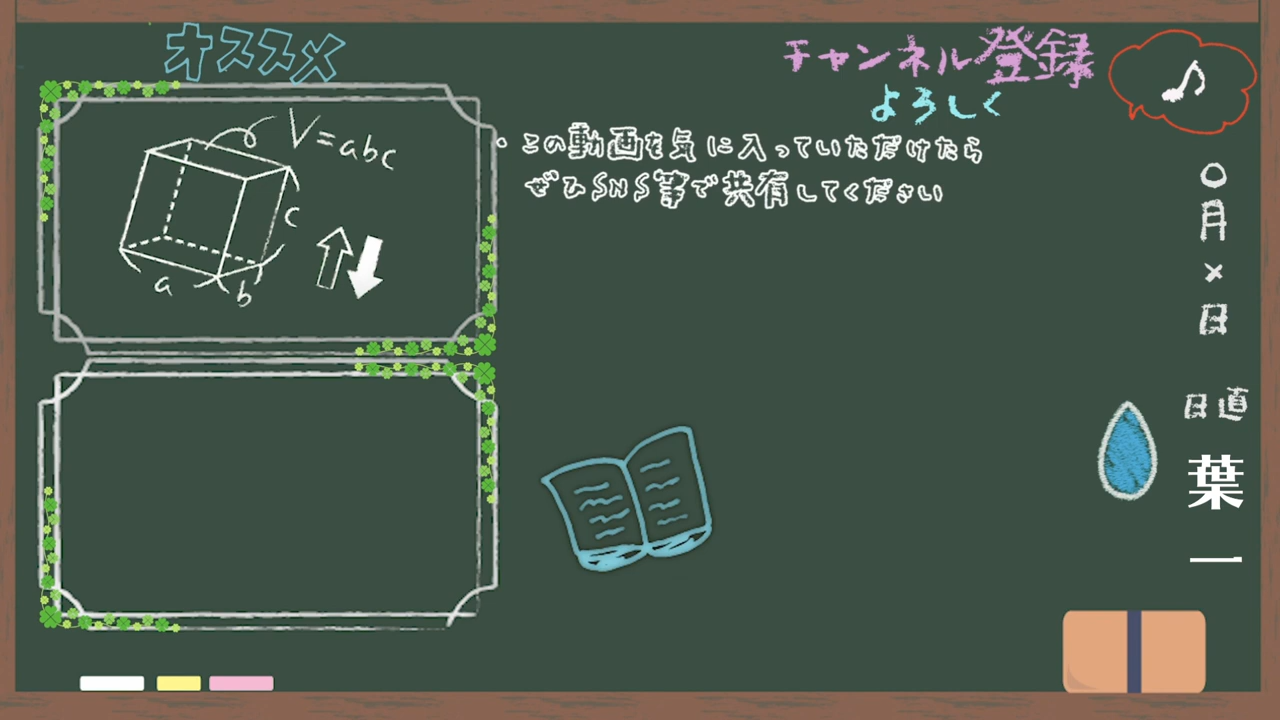 オススメ
チャンネル登録
よろしく
・この動画を気に入っていただけたら
ぜひSNS等で共有してください
V=abc
c
a
b
○月×日
日直
葉一